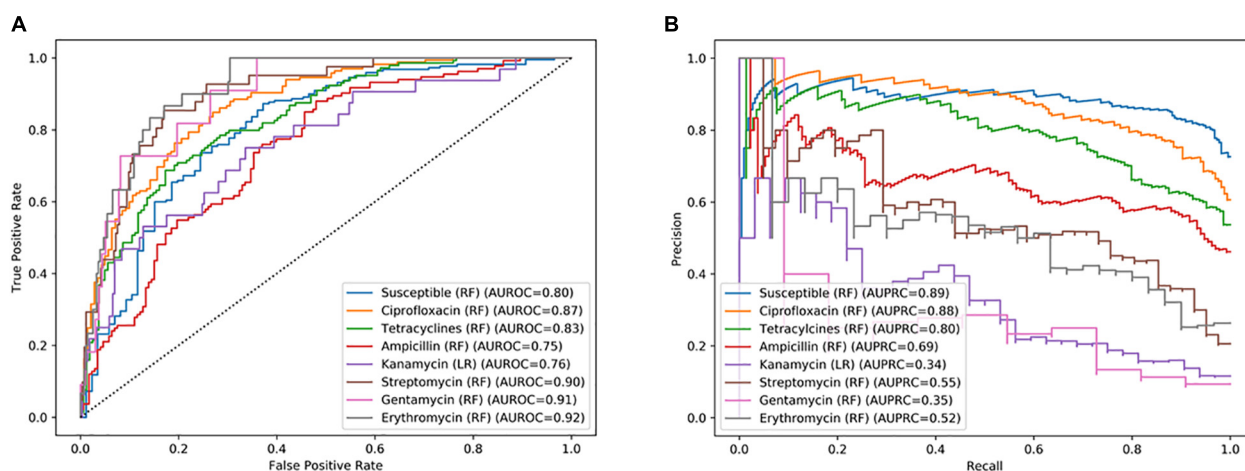 A
True Positive Rate
1.0
0.8
0.6
0.4
0.2
0.0
Susceptible (RF) (AUROC=0.80)
Ciprofloxacin (RF) (AUROC=0.87)
Tetracyclines (RF) (AUROC=0.83)
Ampicillin (RF) (AUROC=0.75)
Kanamycin (LR) (AUROC=0.76)
Streptomycin (RF) (AUROC=0.90)
Gentamycin (RF) (AUROC=0.91)
Erythromycin (RF) (AUROC=0.92)
0.0 0.2 0.4 0.6 0.8 1.0
False Positive Rate
B
Precision
1.0
0.8
0.6
0.4
0.2
0.0
Susceptible (RF) (AUPRC=0.89)
Ciprofloxacin (RF) (AUPRC=0.88)
Tetracylcines (RF) (AUPRC=0.80)
Ampicillin (RF) (AUPRC=0.69)
Kanamycin (LR) (AUPRC=0.34)
Streptomycin (RF) (AUPRC=0.55)
Gentamycin (RF) (AUPRC=0.35)
Erythromycin (RF) (AUPRC=0.52)
0.0 0.2 0.4 0.6 0.8 1.0
Recall